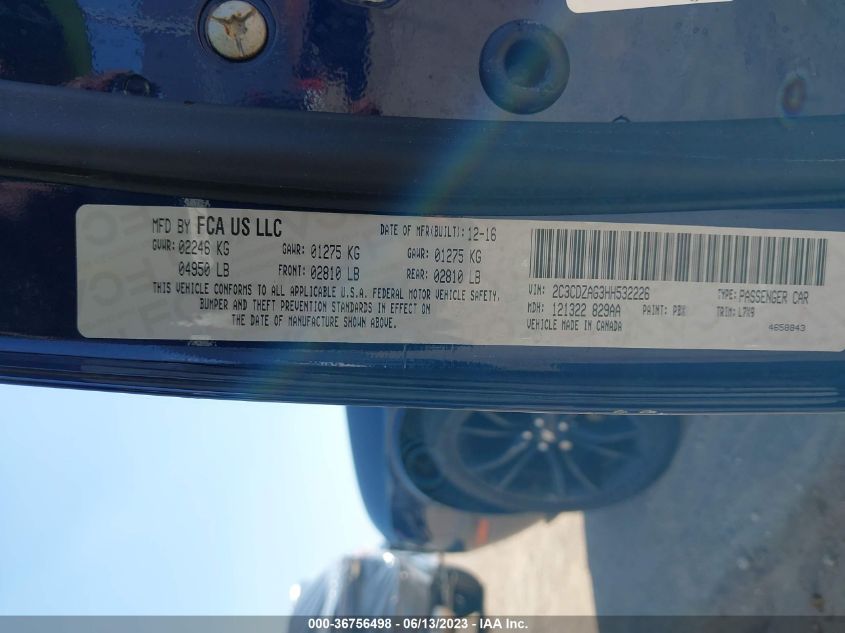 MFD BY FCA US LLC
DATE OF MFR(BUILT): 12-16
GVWR: 02246 KG GAWR: 01275 KG GAWR: 01275 KG
04950 LB FRONT: 02810 LB REAR: 02810 LB
THIS VEHICLE CONFORMS TO ALL APPLICABLE U.S.A. FEDERAL MOTOR VEHICLE SAFETY,
BUMPER AND THEFT PREVENTION STANDARDS IN EFFECT ON
THE DATE OF MANUFACTURE SHOWN ABOVE.
VIN: 2C3CDZAG3HH532226 TYPE: PASSENGER CAR
MDH: 121322 829AA PAINT: PBX TRIM: L7X9
VEHICLE MADE IN CANADA 4658843
000-36756498 - 06/13/2023 - IAA Inc.